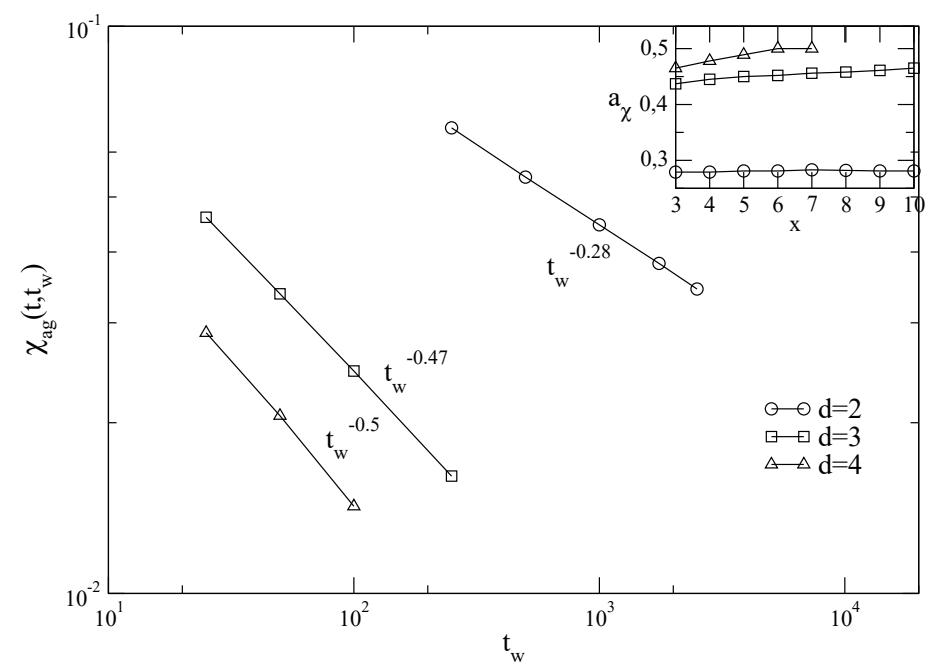 10^-1
0,5
0,4
a_χ
0,3
3 4 5 6 7 8 9 10
x
t_w^-0.28
χ_ag(t,t_w)
t_w^-0.47
t_w^-0.5
d=2
d=3
d=4
10^-2
10^1 10^2 10^3 10^4
t_w